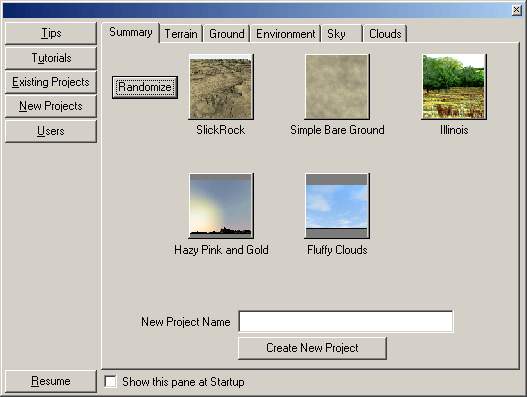 Tips
Tutorials
Existing Projects
New Projects
Users
Resume
Summary Terrain Ground Environment Sky Clouds
Randomize
SlickRock Simple Bare Ground Illinois
Hazy Pink and Gold Fluffy Clouds
New Project Name
Create New Project
Show this pane at Startup